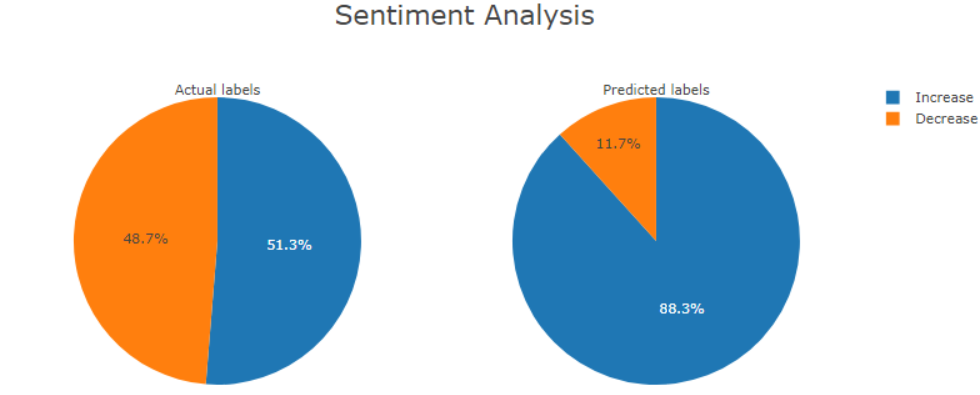 Sentiment Analysis
Actual labels
Predicted labels
Increase
Decrease
11.7%
48.7%
51.3%
88.3%